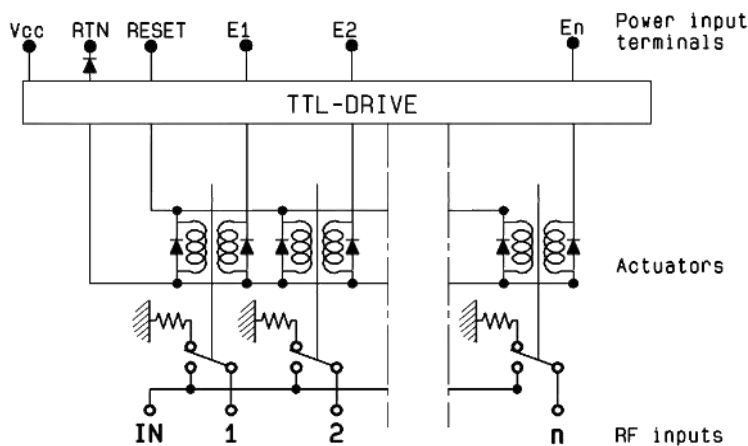 Vcc RTN RESET E1 E2 En Power input
terminals
TTL-DRIVE
Actuators
IN 1 2 n RF inputs